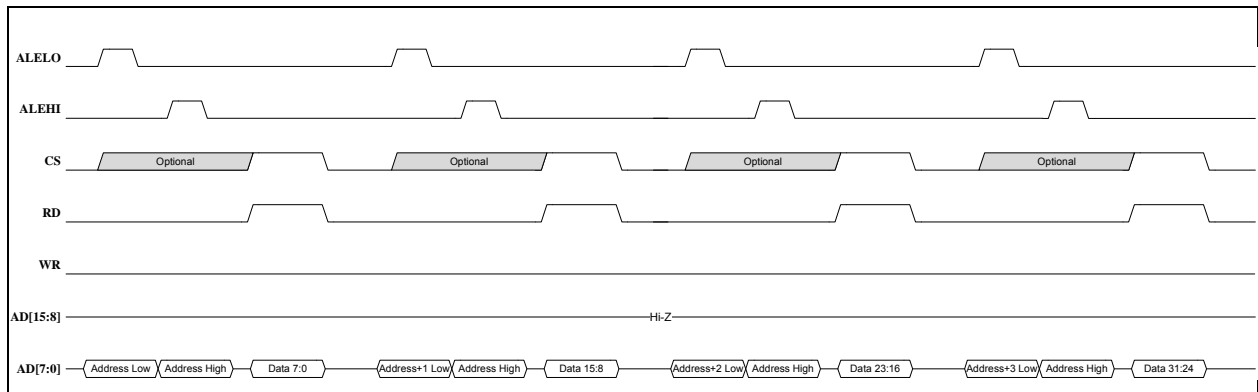 ALELO
ALEHI
CS Optional Optional Optional Optional
RD
WR
AD[15:8] Hi-Z
AD[7:0] Address Low Address High Data 7:0 Address+1 Low Address High Data 15:8 Address+2 Low Address High Data 23:16 Address+3 Low Address High Data 31:24